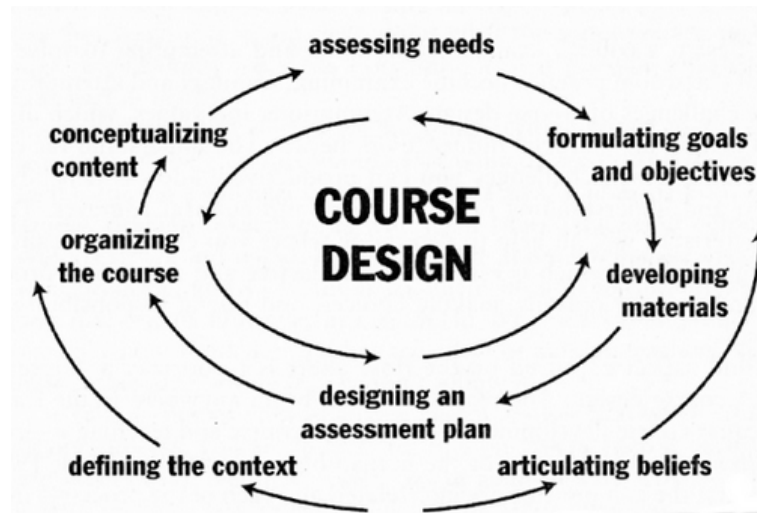 assessing needs
conceptualizing
content
formulating goals
and objectives
COURSE
DESIGN
organizing
the course
developing
materials
designing an
assessment plan
defining the context
articulating beliefs